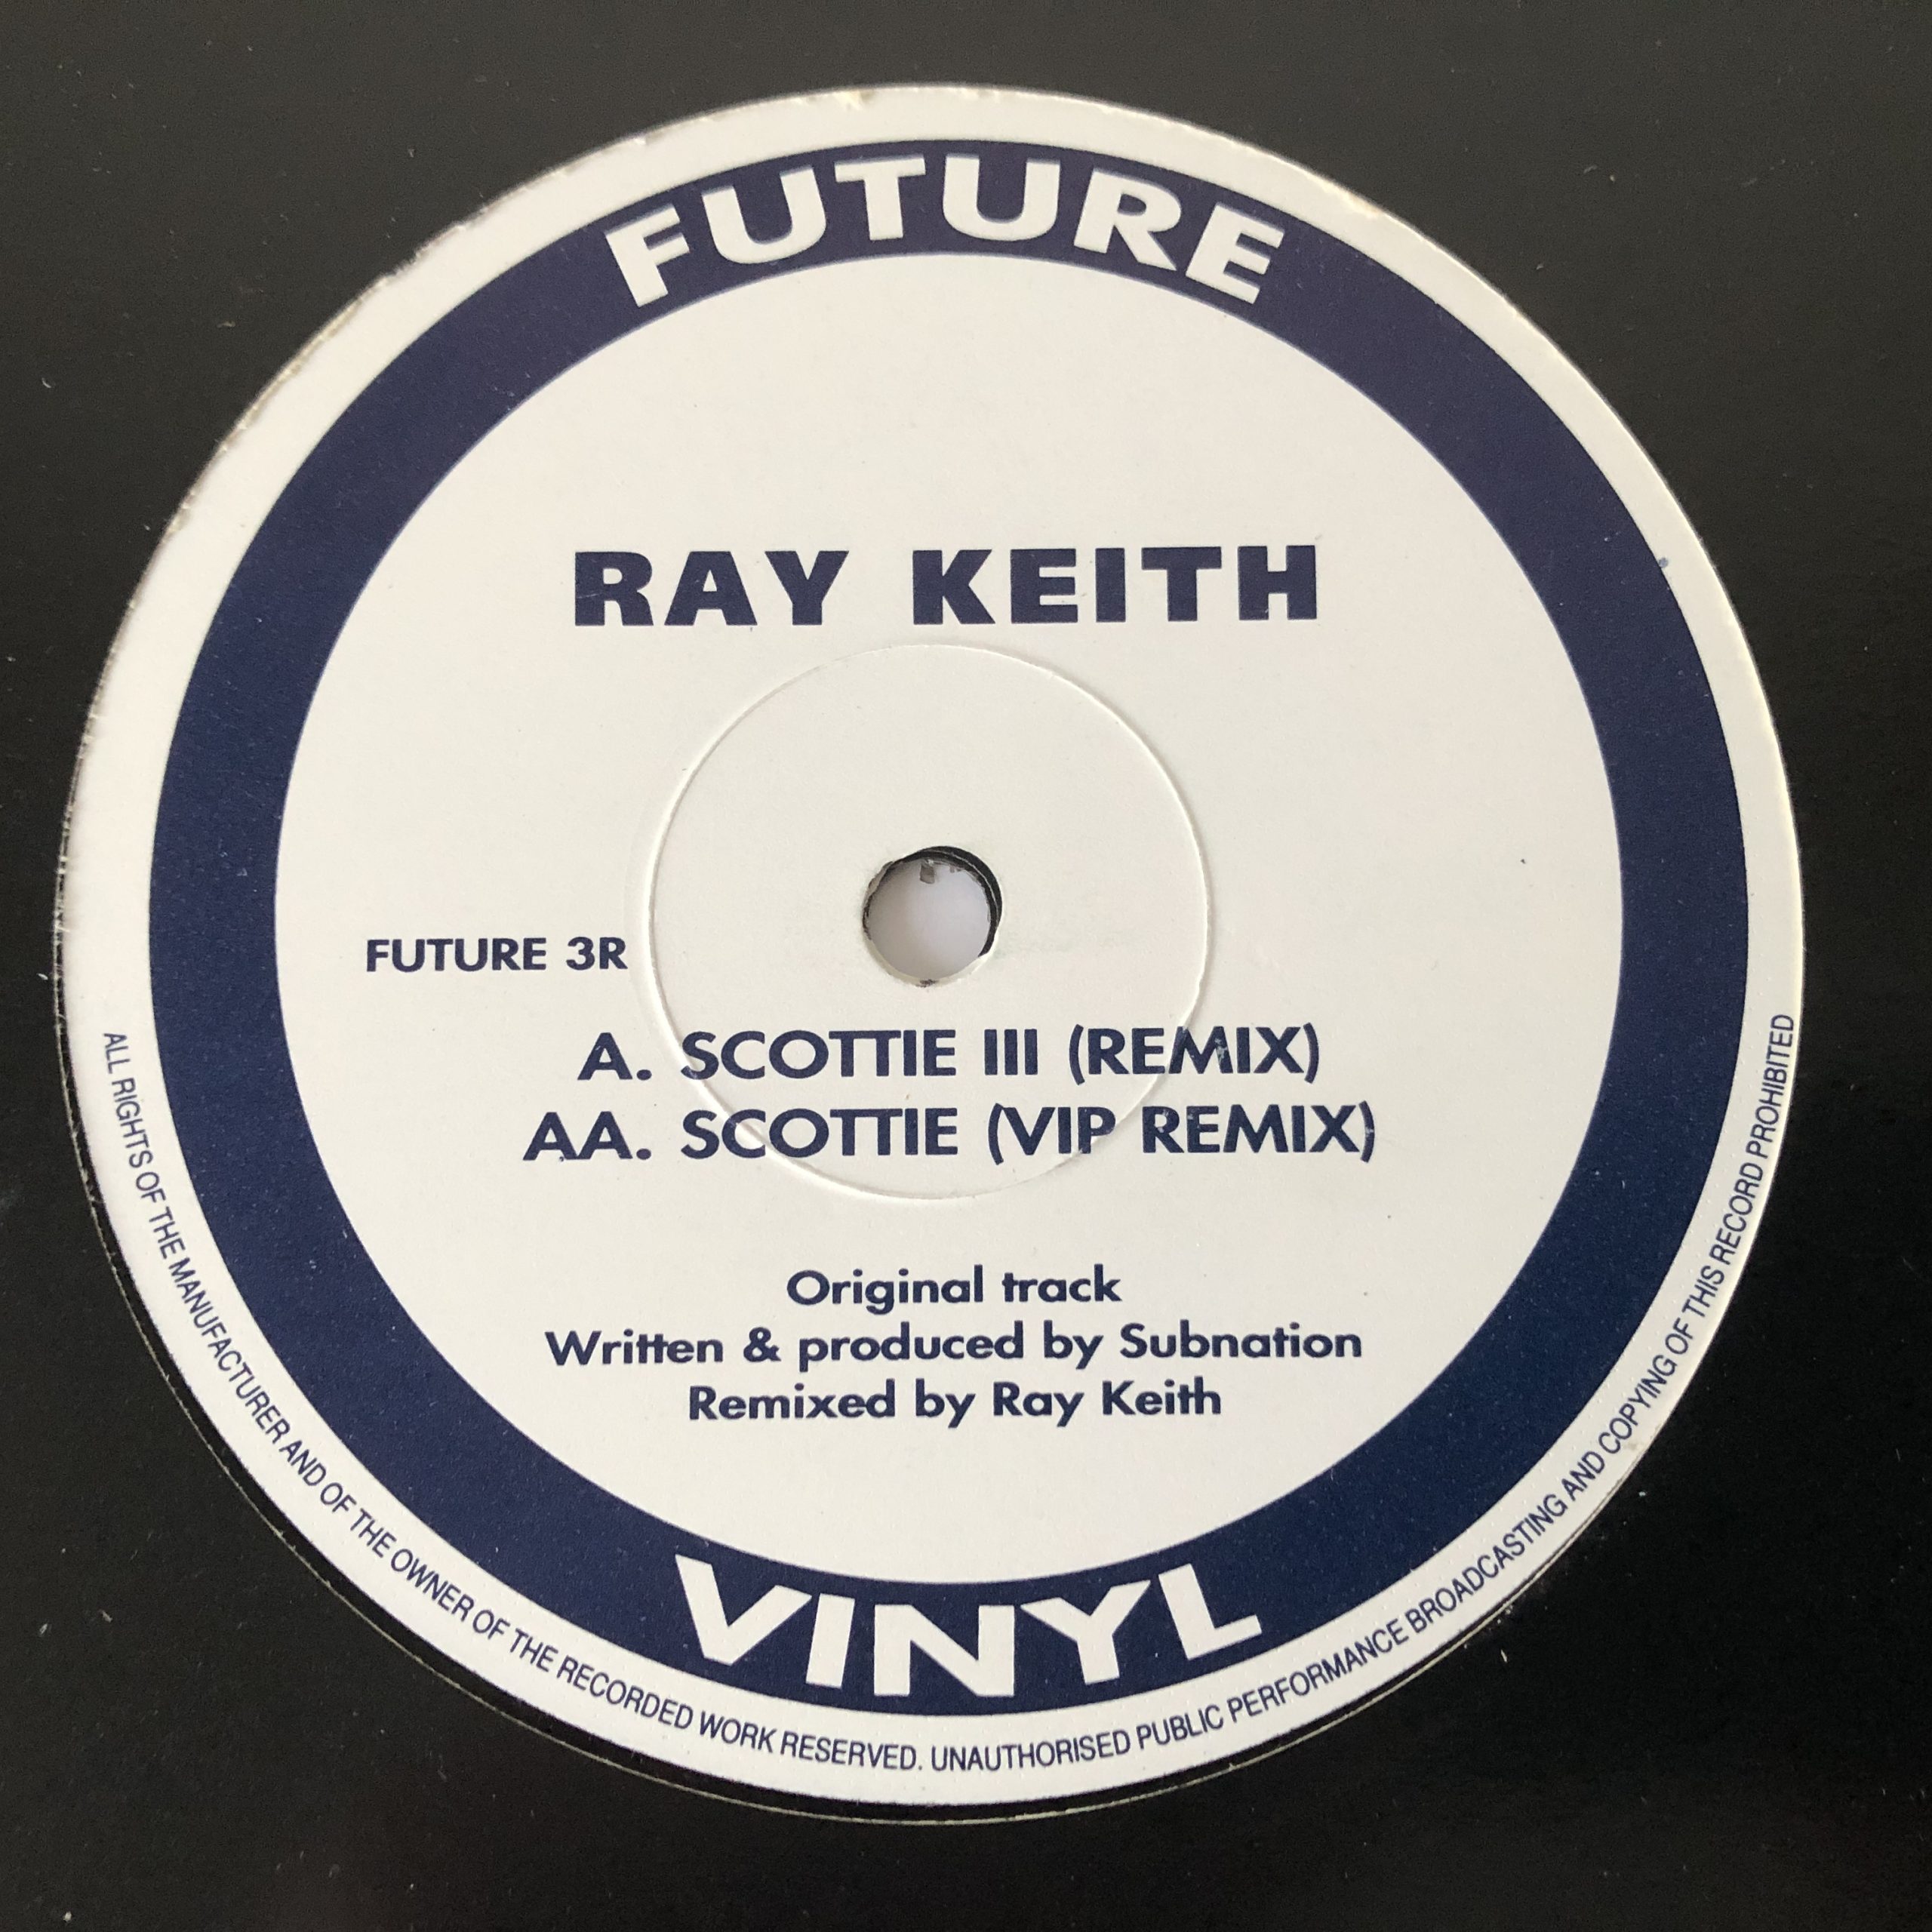 FUTURE
RAY KEITH
FUTURE 3R
A. SCOTTIE III (REMIX)
AA. SCOTTIE (VIP REMIX)
Original track
Written & produced by Subnation
Remixed by Ray Keith
VINYL
ALL RIGHTS OF THE MANUFACTURER AND OF THE OWNER OF THE RECORDED WORK RESERVED. UNAUTHORISED PUBLIC PERFORMANCE BROADCASTING AND COPYING OF THIS RECORD PROHIBITED